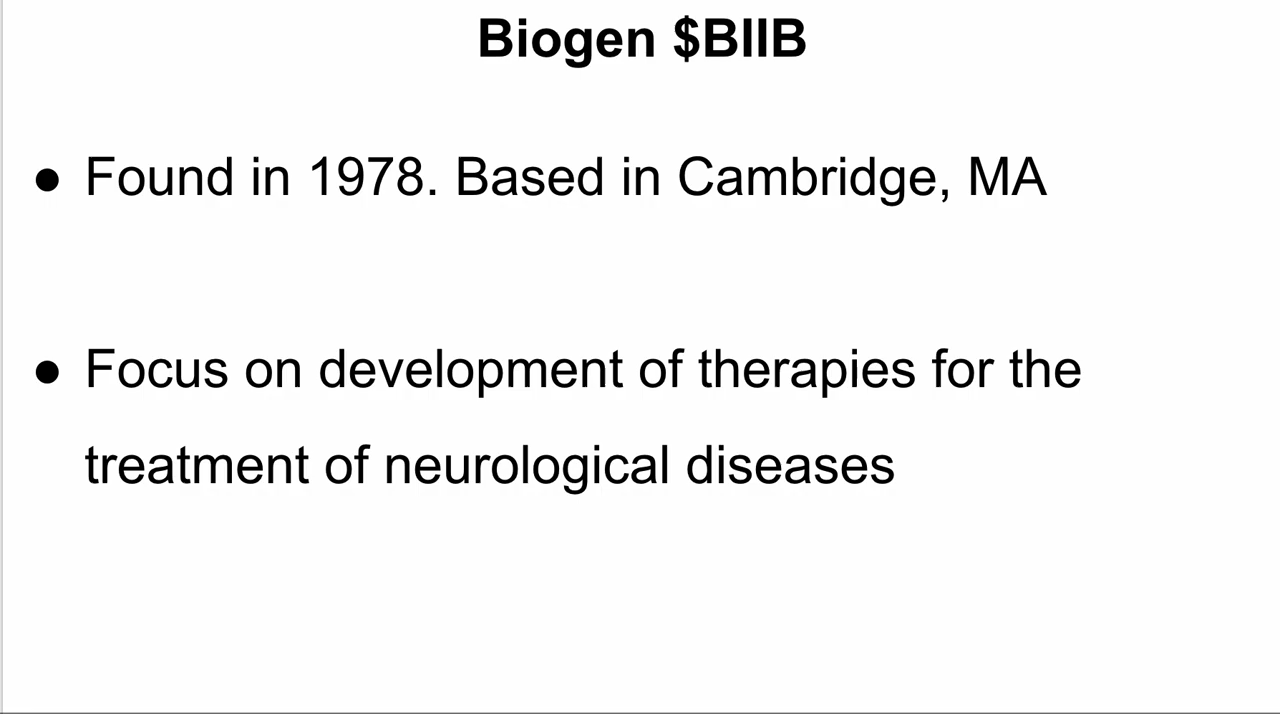 Biogen $BIIB
● Found in 1978. Based in Cambridge, MA
● Focus on development of therapies for the
treatment of neurological diseases